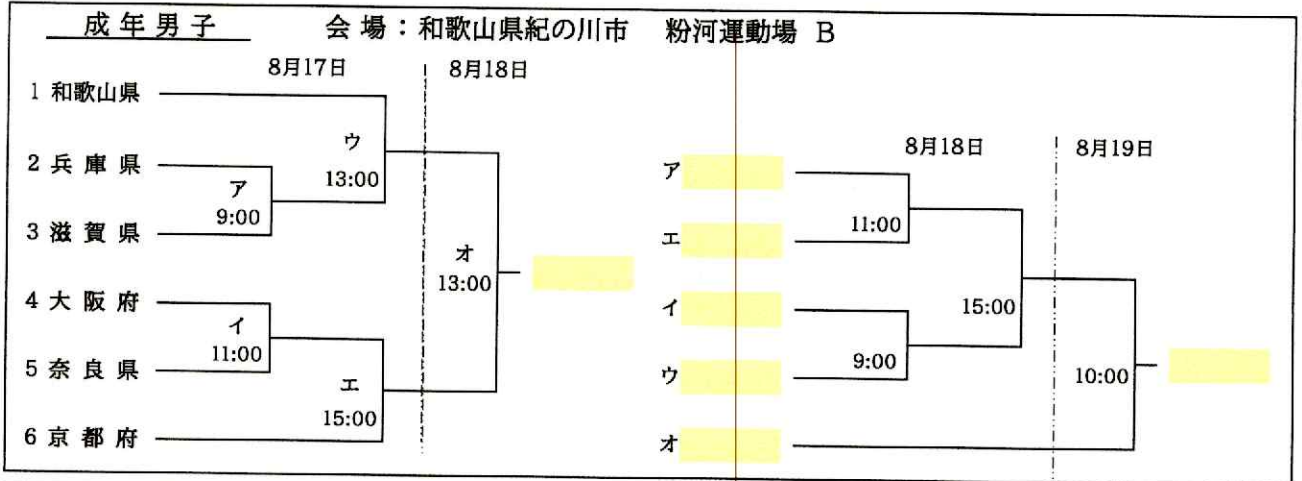 成年男子 会場：和歌山県紀の川市 粉河運動場 B
8月17日 8月18日
1 和歌山県
ウ
13:00
2 兵庫県
ア
9:00
3 滋賀県
オ
13:00
4 大阪府
イ
11:00
5 奈良県
エ
15:00
6 京都府
8月18日 8月19日
ア
11:00
エ
15:00
イ
9:00
ウ
10:00
オ